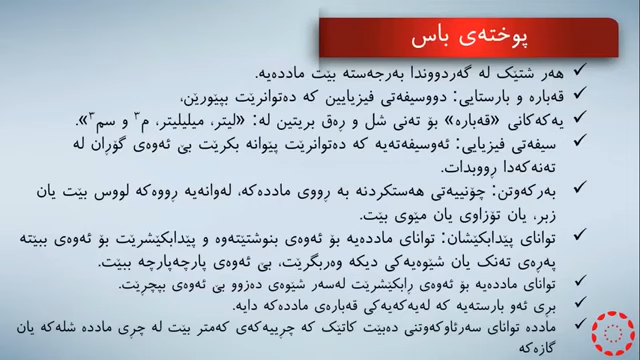 پوختەی باس
هەر شتێک لە گەردووندا بەرجەستە بێت ماددەیە.
قەبارە و بارستایی: دووسیفەتی فیزیایین کە دەتوانرێت بپێورێن،
یەکەکانی «قەبارە» بۆ تەنی شل و ڕەق بریتین لە: «لیتر، میلیلیتر، م٣ و سم٣».
سیفەتی فیزیایی: ئەوسیفەتەیە کە دەتوانرێت پێوانە بکرێت بێ ئەوەی گۆڕان لە
تەنەکەدا ڕووبدات.
بەرکەوتن: چۆنییەتی هەستکردنە بە ڕووی ماددەکە، لەوانەیە ڕووەکە لووس بێت یان
زبر، یان تۆزاوی یان مێوی بێت.
توانای پێدابکێشان: توانای ماددەیە بۆ ئەوەی بنوشتێتەوە و پێدابکێشرێت بۆ ئەوەی ببێتە
پەڕەی تەنک یان شێوەیەکی دیکە وەربگرێت، بێ ئەوەی پارچەپارچە ببێت.
توانای ماددەیە بۆ ئەوەی ڕابکێشرێت لەسەر شێوەی دەزوو بێ ئەوەی بپچڕێت.
بڕی ئەو بارستەیە کە لەیەکەیەکی قەبارەی ماددەکە دایە.
ماددە توانای سەرئاوکەوتنی دەبێت کاتێک کە چڕییەکەی کەمتر بێت لە چڕی ماددە شلەکە یان
گازەکە